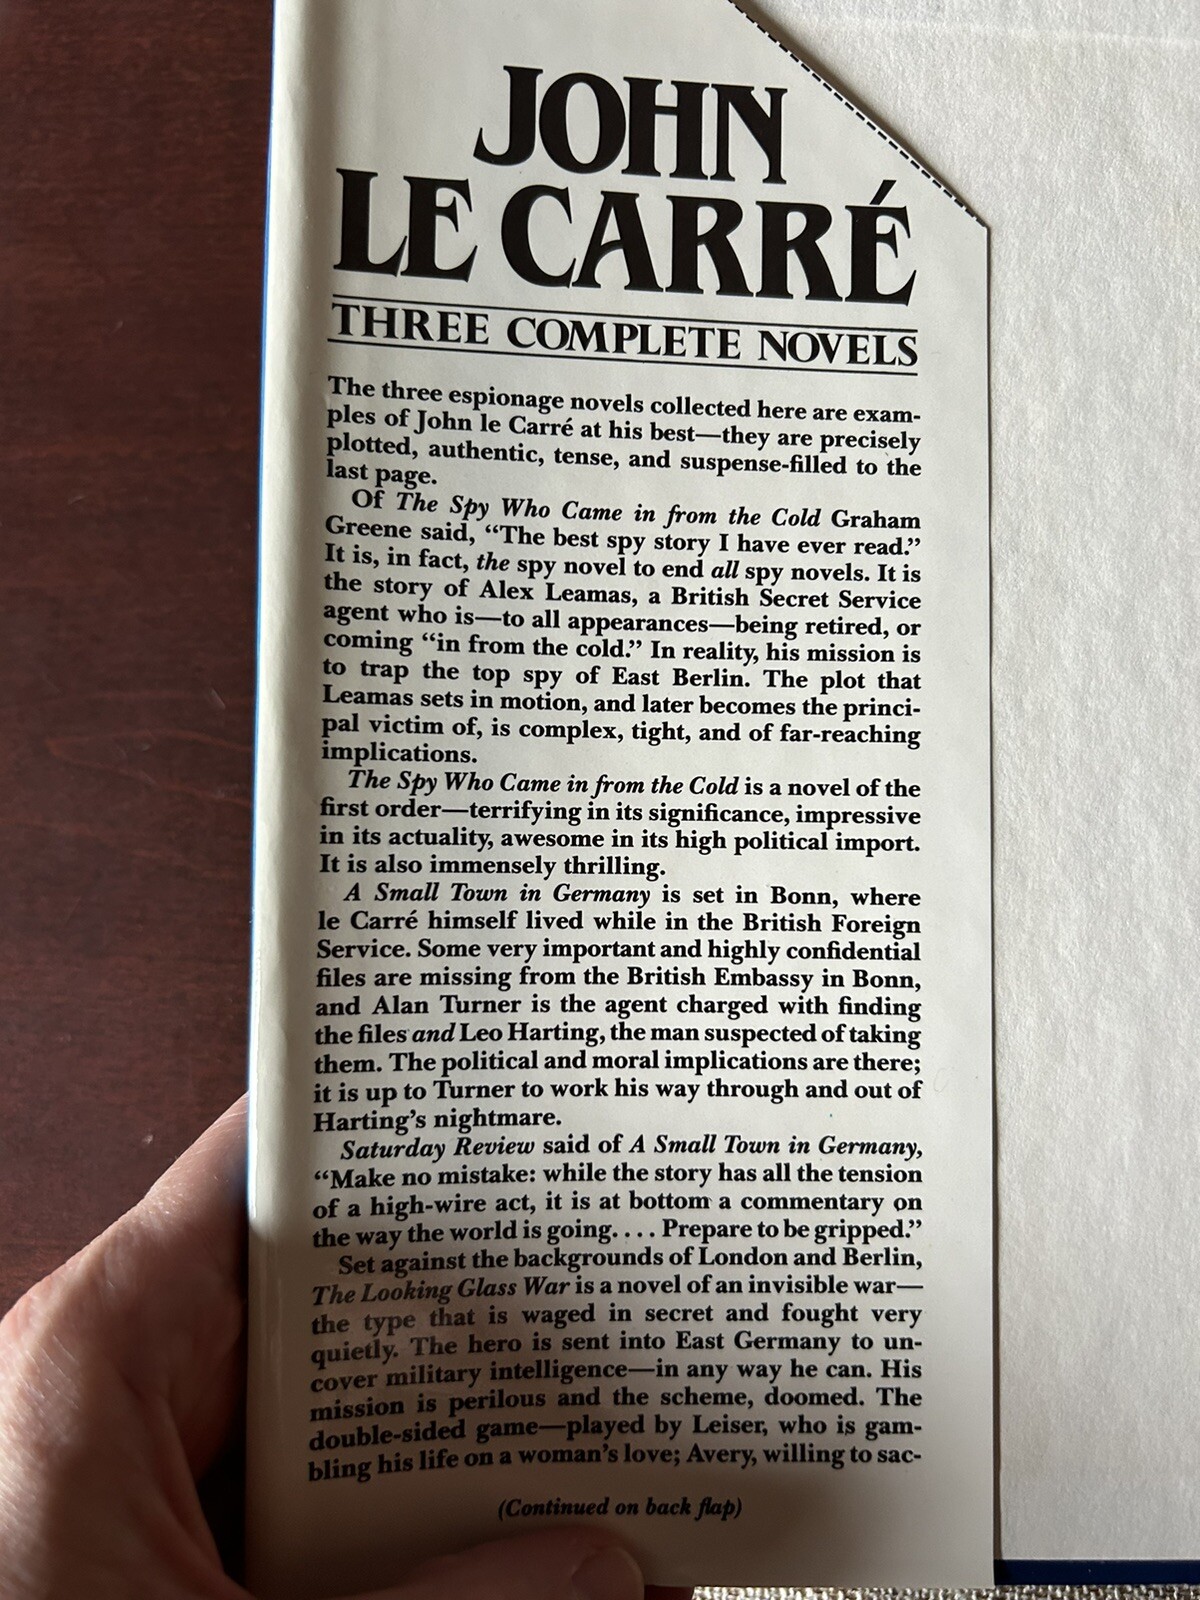 JOHN
LE CARRÉ
THREE COMPLETE NOVELS
The three espionage novels collected here are exam-
ples of John le Carré at his best—they are precisely
plotted, authentic, tense, and suspense-filled to the
last page.
Of The Spy Who Came in from the Cold Graham
Greene said, “The best spy story I have ever read.”
It is, in fact, the spy novel to end all spy novels. It is
the story of Alex Leamas, a British Secret Service
agent who is—to all appearances—being retired, or
coming “in from the cold.” In reality, his mission is
to trap the top spy of East Berlin. The plot that
Leamas sets in motion, and later becomes the princi-
pal victim of, is complex, tight, and of far-reaching
implications.
The Spy Who Came in from the Cold is a novel of the
first order—terrifying in its significance, impressive
in its actuality, awesome in its high political import.
It is also immensely thrilling.
A Small Town in Germany is set in Bonn, where
le Carré himself lived while in the British Foreign
Service. Some very important and highly confidential
files are missing from the British Embassy in Bonn,
and Alan Turner is the agent charged with finding
the files and Leo Harting, the man suspected of taking
them. The political and moral implications are there;
it is up to Turner to work his way through and out of
Harting’s nightmare.
Saturday Review said of A Small Town in Germany,
“Make no mistake: while the story has all the tension
of a high-wire act, it is at bottom a commentary on
the way the world is going. . . . Prepare to be gripped.”
Set against the backgrounds of London and Berlin,
The Looking Glass War is a novel of an invisible war—
the type that is waged in secret and fought very
quietly. The hero is sent into East Germany to un-
cover military intelligence—in any way he can. His
mission is perilous and the scheme, doomed. The
double-sided game—played by Leiser, who is gam-
bling his life on a woman’s love; Avery, willing to sac-
(Continued on back flap)